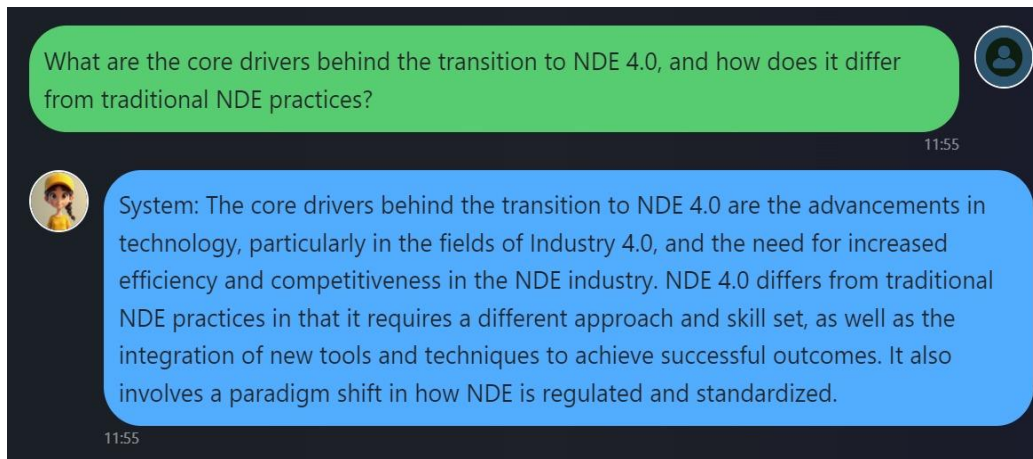 What are the core drivers behind the transition to NDE 4.0, and how does it differ
from traditional NDE practices?
11:55
System: The core drivers behind the transition to NDE 4.0 are the advancements in
technology, particularly in the fields of Industry 4.0, and the need for increased
efficiency and competitiveness in the NDE industry. NDE 4.0 differs from traditional
NDE practices in that it requires a different approach and skill set, as well as the
integration of new tools and techniques to achieve successful outcomes. It also
involves a paradigm shift in how NDE is regulated and standardized.
11:55